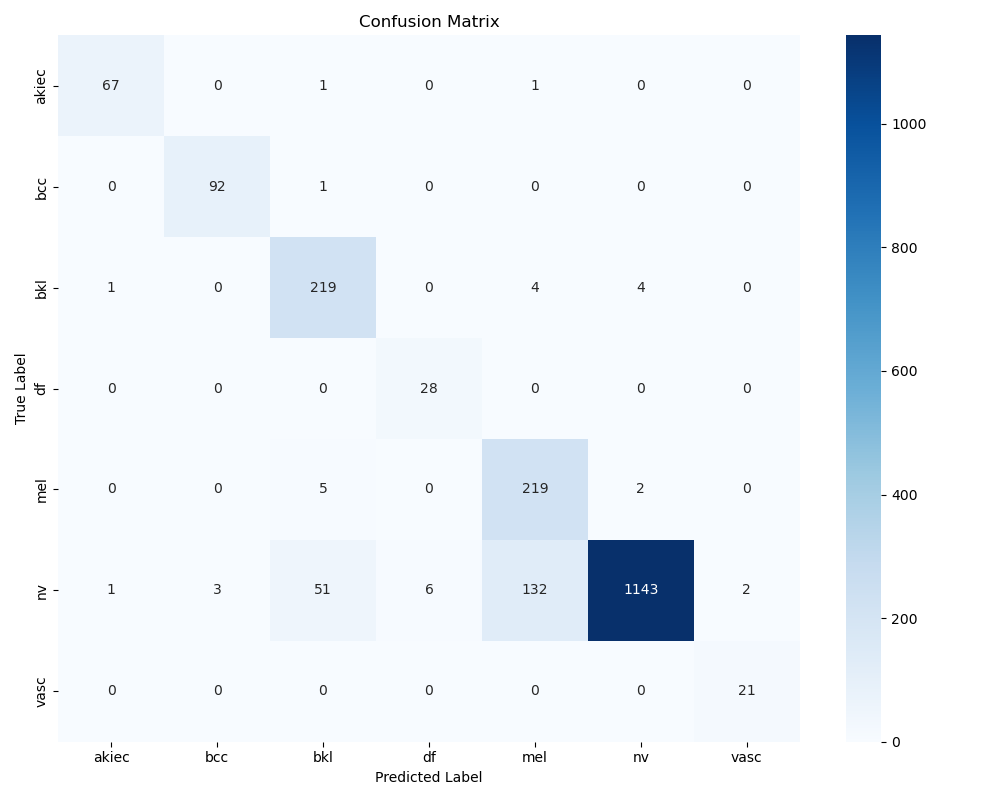 Confusion Matrix
akiec 67 0 1 0 1 0 0
bcc 0 92 1 0 0 0 0
bkl 1 0 219 0 4 4 0
df 0 0 0 28 0 0 0
mel 0 0 5 0 219 2 0
nv 1 3 51 6 132 1143 2
vasc 0 0 0 0 0 0 21
akiec bcc bkl df mel nv vasc
Predicted Label
True Label
1000
800
600
400
200
0